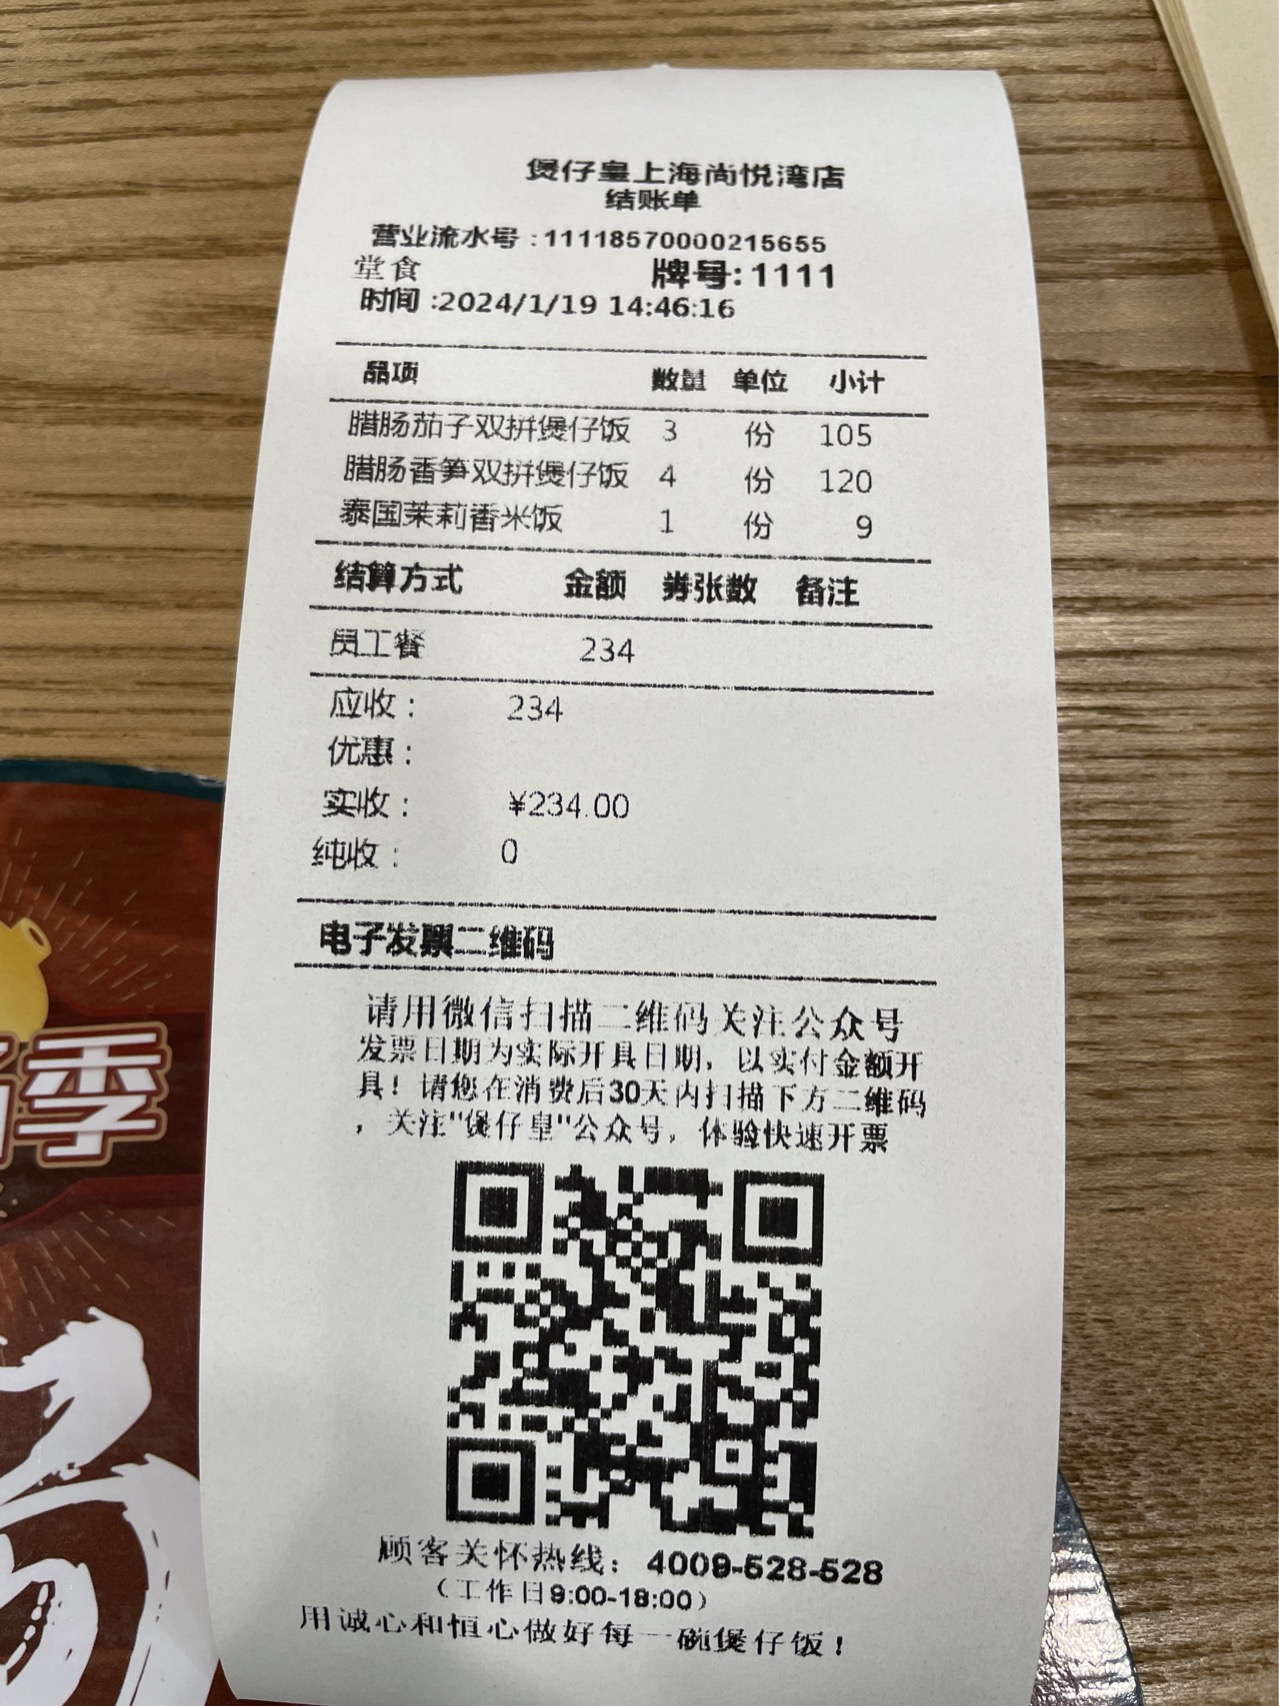 煲仔皇上海尚悦湾店
结账单
营业流水号:11118570000215655
堂食 牌号:1111
时间:2024/1/19 14:46:16
品项 数量 单位 小计
腊肠茄子双拼煲仔饭 3 份 105
腊肠香笋双拼煲仔饭 4 份 120
泰国茉莉香米饭 1 份 9
结算方式 金额 券张数 备注
员工餐 234
应收: 234
优惠:
实收: ¥234.00
纯收: 0
电子发票二维码
请用微信扫描二维码关注公众号
发票日期为实际开具日期，以实付金额开
具！请您在消费后30天内扫描下方二维码
，关注"煲仔皇"公众号，体验快速开票
顾客关怀热线：4009-528-528
（工作日9:00-18:00）
用诚心和恒心做好每一碗煲仔饭！
季